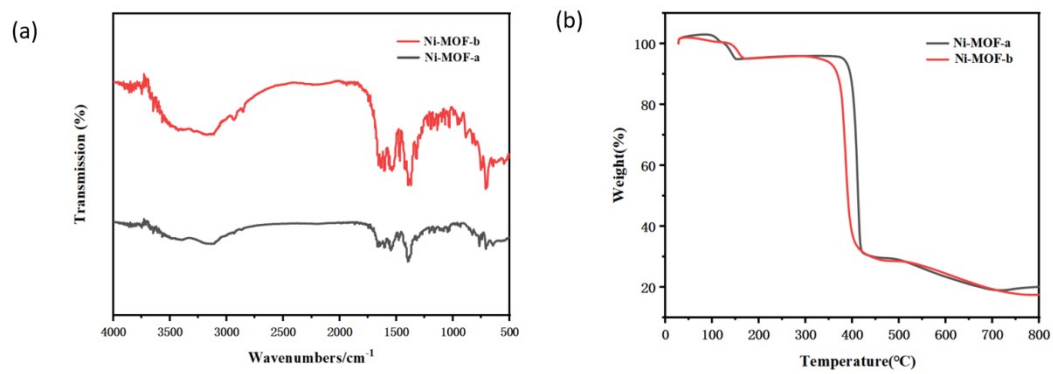 (a)
Ni-MOF-b
Ni-MOF-a
Transmission (%)
4000 3500 3000 2500 2000 1500 1000 500
Wavenumbers/cm⁻¹
(b)
Ni-MOF-a
Ni-MOF-b
Weight(%)
100
80
60
40
20
0 100 200 300 400 500 600 700 800
Temperature(℃)